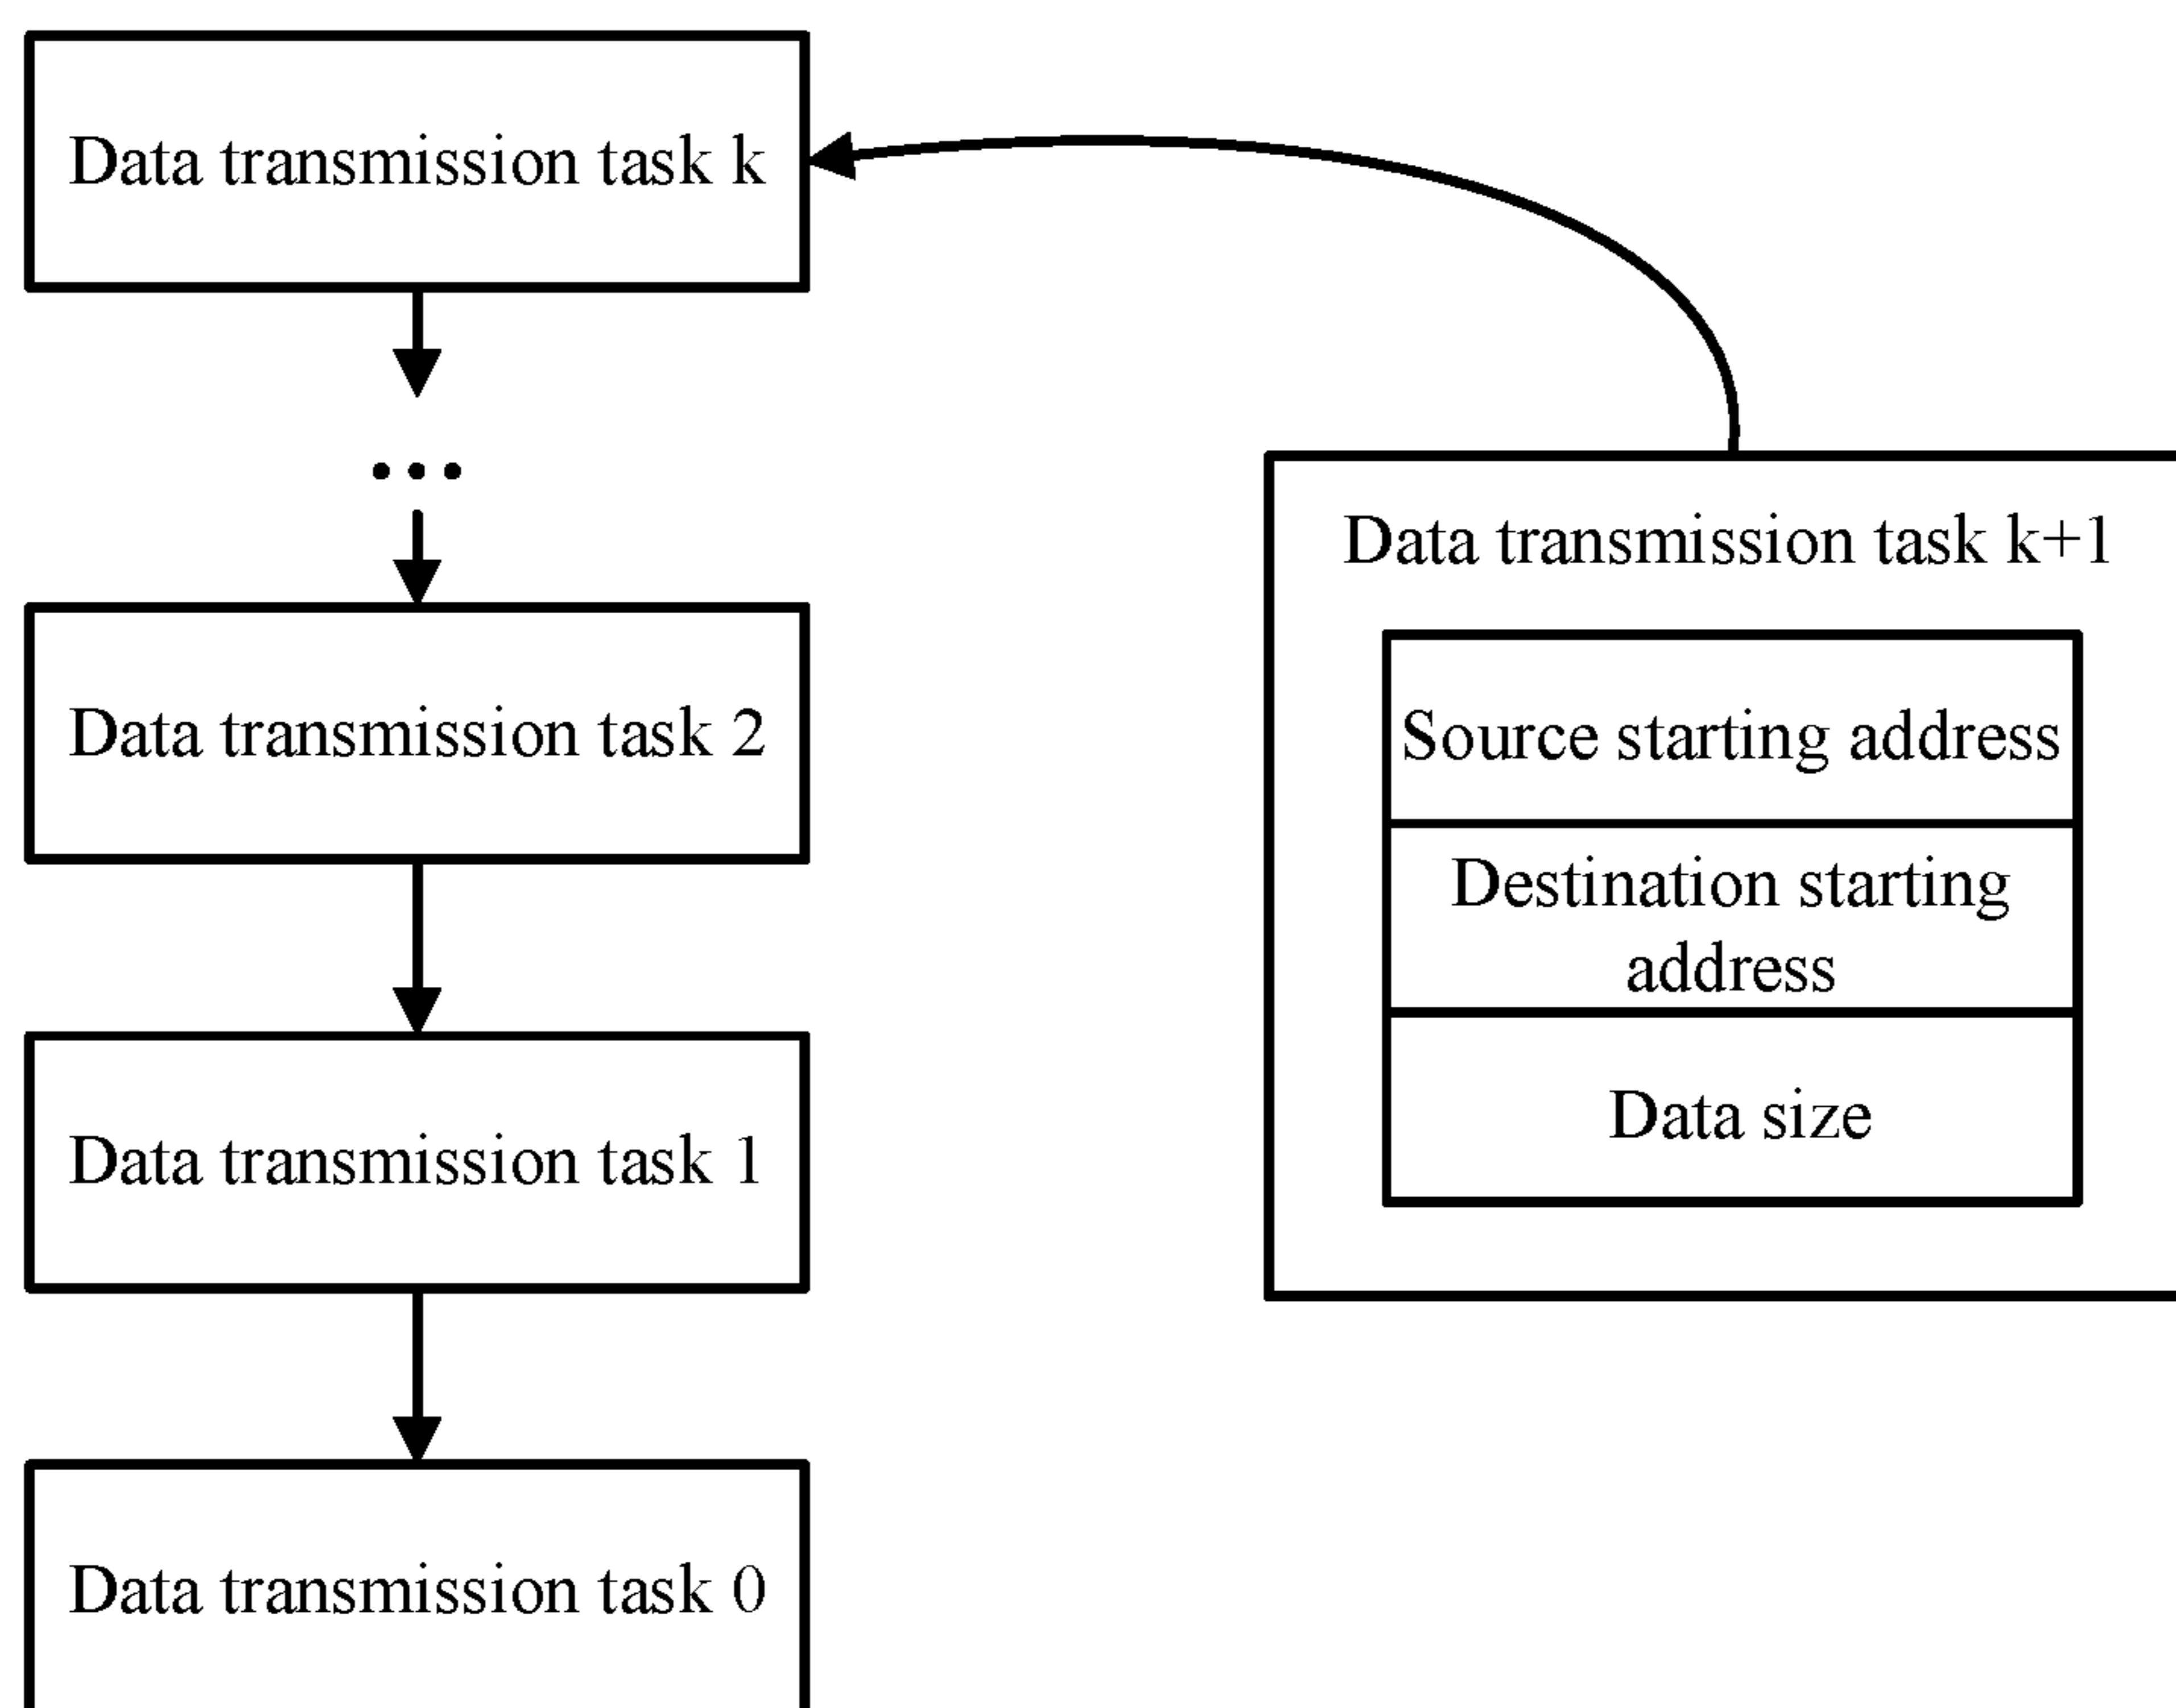 Data transmission task k
...
Data transmission task 2
Data transmission task 1
Data transmission task 0
Data transmission task k+1
Source starting address
Destination starting
address
Data size